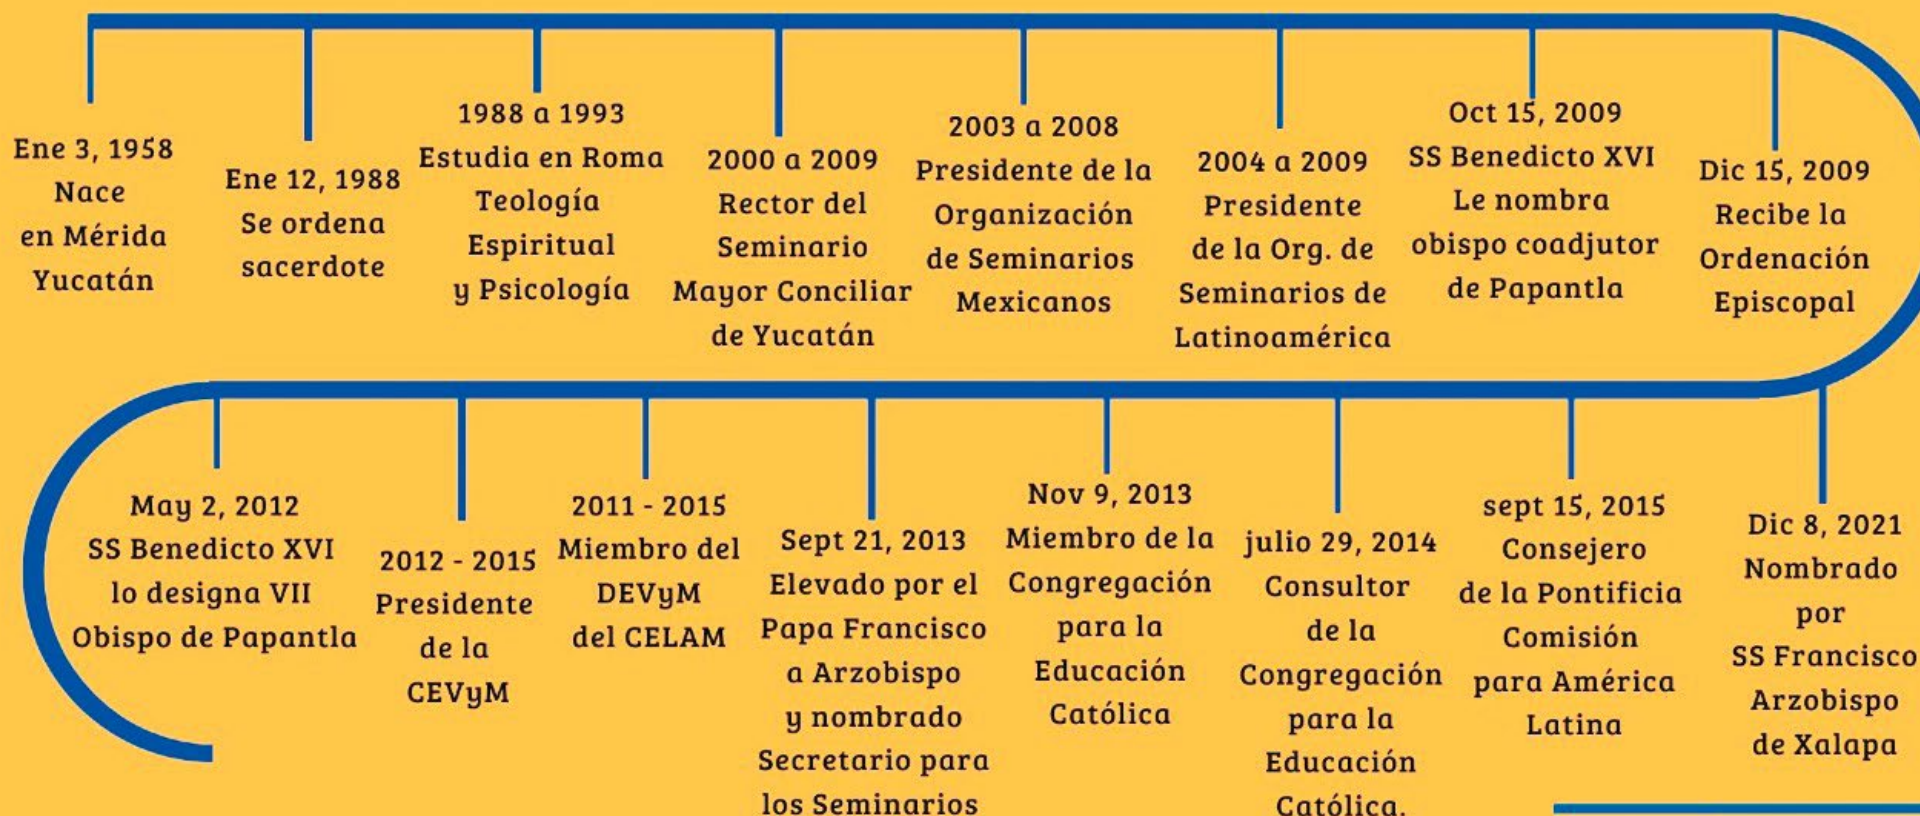 Ene 3, 1958
Nace
en Mérida
Yucatán
Ene 12, 1988
Se ordena
sacerdote
1988 a 1993
Estudia en Roma
Teología
Espiritual
y Psicología
2000 a 2009
Rector del
Seminario
Mayor Conciliar
de Yucatán
2003 a 2008
Presidente de la
Organización
de Seminarios
Mexicanos
2004 a 2009
Presidente
de la Org. de
Seminarios de
Latinoamérica
Oct 15, 2009
SS Benedicto XVI
Le nombra
obispo coadjutor
de Papantla
Dic 15, 2009
Recibe la
Ordenación
Episcopal
May 2, 2012
SS Benedicto XVI
lo designa VII
Obispo de Papantla
2012 - 2015
Presidente
de la
CEVyM
2011 - 2015
Miembro del
DEVyM
del CELAM
Sept 21, 2013
Elevado por el
Papa Francisco
a Arzobispo
y nombrado
Secretario para
los Seminarios
Nov 9, 2013
Miembro de la
Congregación
para la
Educación
Católica
julio 29, 2014
Consultor
de la
Congregación
para la
Educación
Católica.
sept 15, 2015
Consejero
de la Pontificia
Comisión
para América
Latina
Dic 8, 2021
Nombrado
por
SS Francisco
Arzobispo
de Xalapa